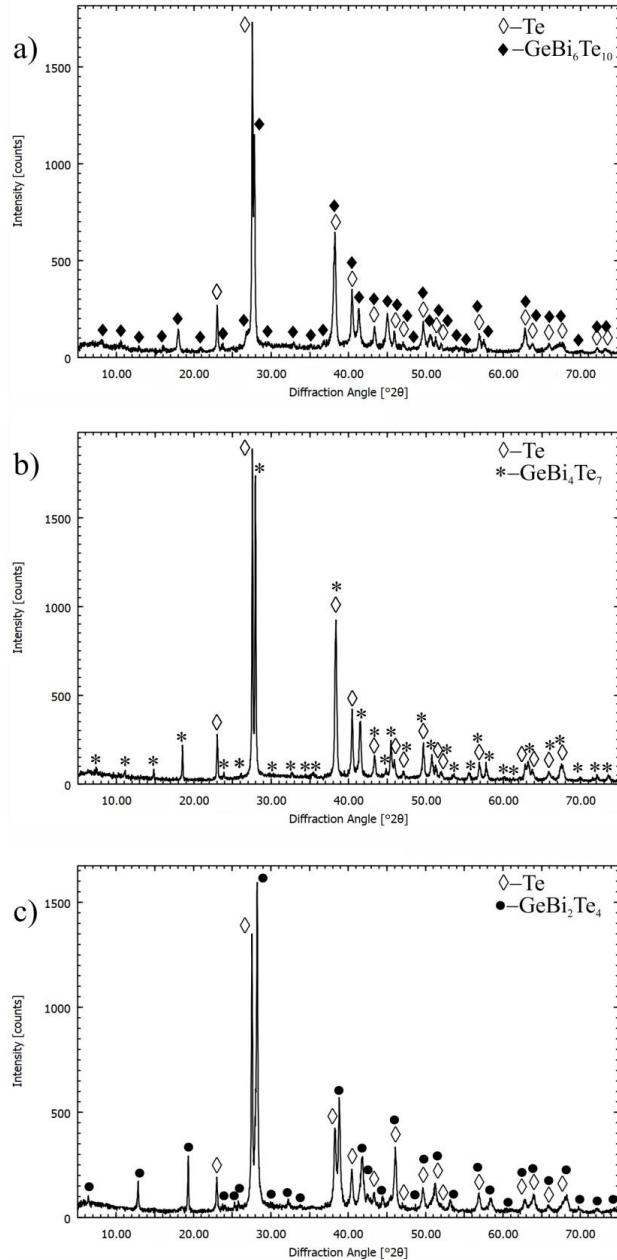 a)
◇–Te
◆–GeBi₆Te₁₀
Intensity [counts]
1500
1000
500
0
10.00 20.00 30.00 40.00 50.00 60.00 70.00
Diffraction Angle [°2θ]
b)
◇–Te
*–GeBi₄Te₇
Intensity [counts]
1500
1000
500
0
10.00 20.00 30.00 40.00 50.00 60.00 70.00
Diffraction Angle [°2θ]
c)
◇–Te
●–GeBi₂Te₄
Intensity [counts]
1500
1000
500
0
10.00 20.00 30.00 40.00 50.00 60.00 70.00
Diffraction Angle [°2θ]